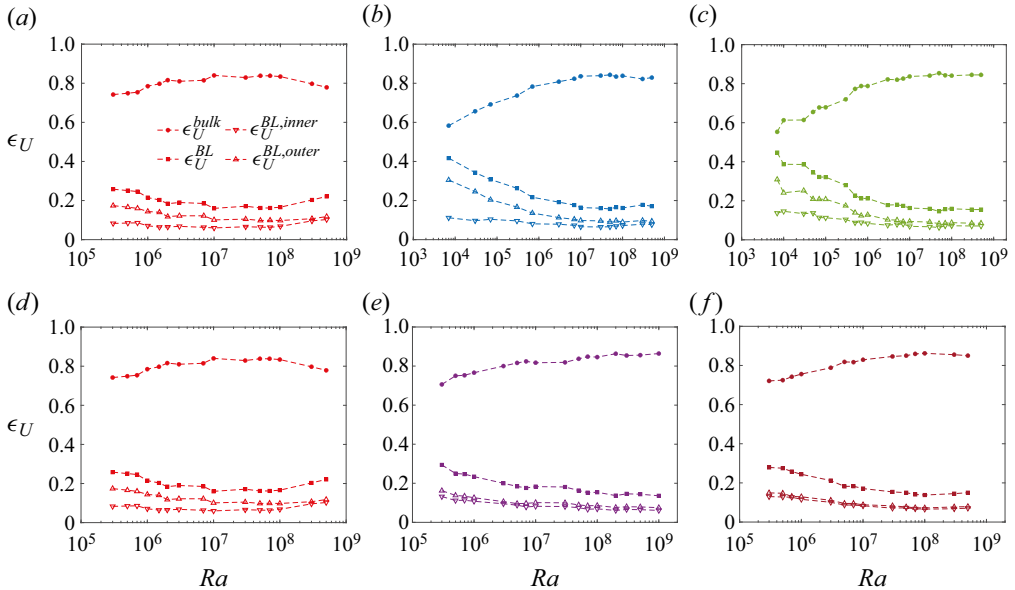 (a) (b) (c)
1.0 1.0 1.0
0.8 0.8 0.8
0.6 0.6 0.6
ϵ_U^{bulk} ϵ_U^{BL,inner}
ϵ_U 0.4 0.4 0.4
ϵ_U^{BL} ϵ_U^{BL,outer}
0.2 0.2 0.2
0 0 0
10^5 10^6 10^7 10^8 10^9 10^3 10^4 10^5 10^6 10^7 10^8 10^9 10^3 10^4 10^5 10^6 10^7 10^8 10^9
(d) (e) (f)
1.0 1.0 1.0
0.8 0.8 0.8
0.6 0.6 0.6
ϵ_U 0.4 0.4 0.4
0.2 0.2 0.2
0 0 0
10^5 10^6 10^7 10^8 10^9 10^5 10^6 10^7 10^8 10^9 10^5 10^6 10^7 10^8 10^9
Ra Ra Ra